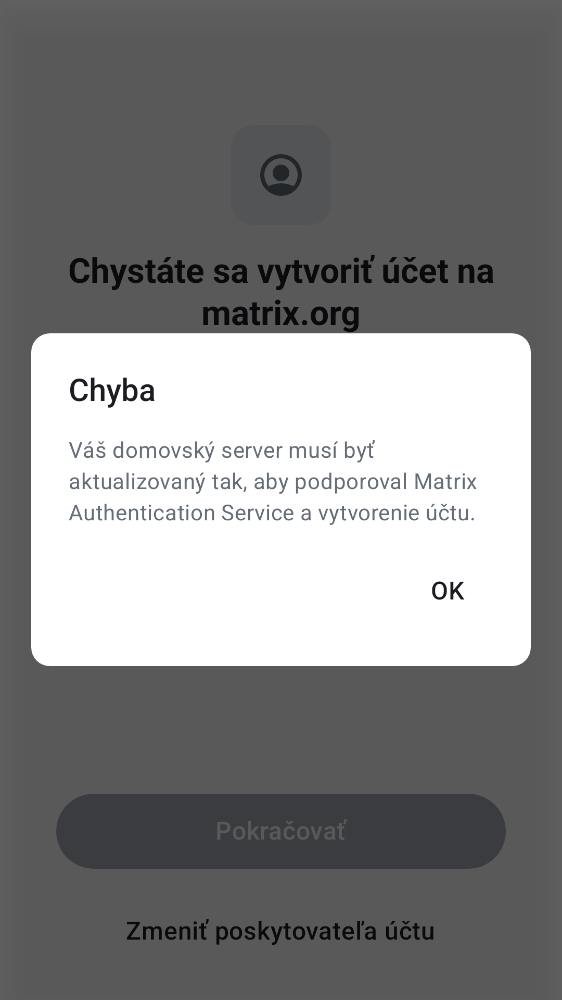 Chystáte sa vytvoriť účet na
matrix.org
Chyba
Váš domovský server musí byť
aktualizovaný tak, aby podporoval Matrix
Authentication Service a vytvorenie účtu.
OK
Pokračovať
Zmeniť poskytovateľa účtu